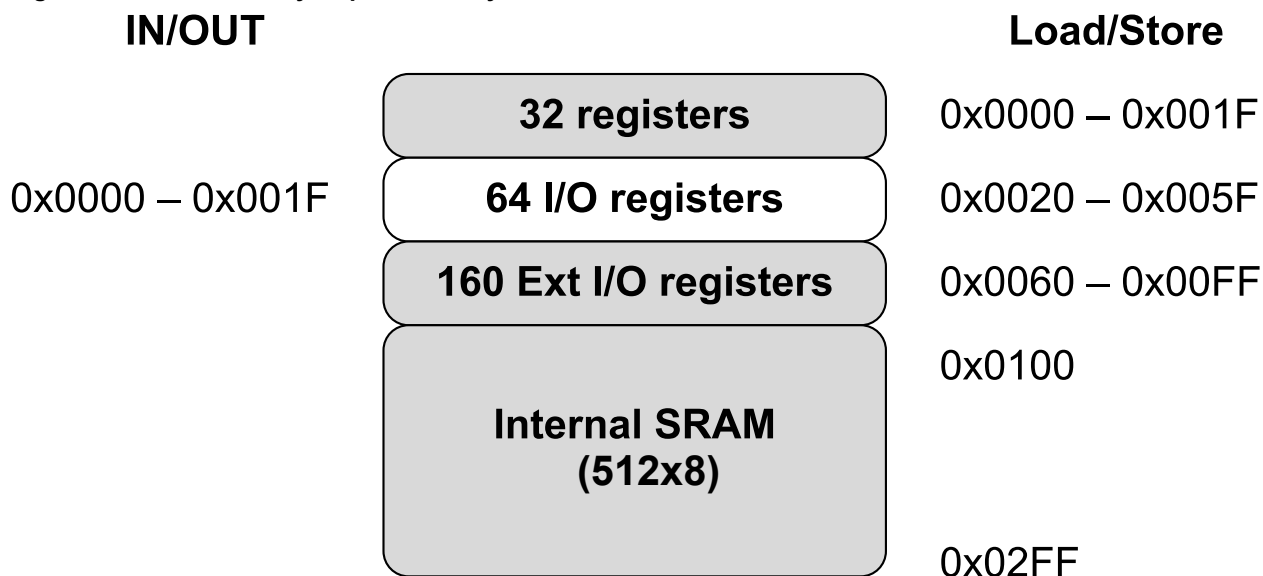 IN/OUT Load/Store
32 registers 0x0000 – 0x001F
0x0000 – 0x001F 64 I/O registers 0x0020 – 0x005F
160 Ext I/O registers 0x0060 – 0x00FF
0x0100
Internal SRAM
(512x8)
0x02FF